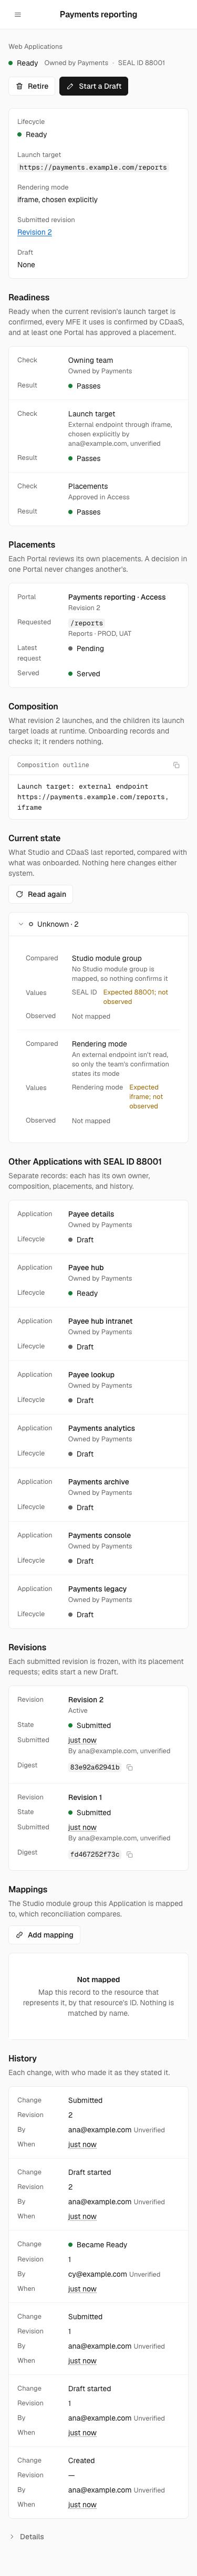 Payments reporting
Web Applications
Ready Owned by Payments · SEAL ID 88001
Retire Start a Draft
Lifecycle
Ready
Launch target
https://payments.example.com/reports
Rendering mode
iframe, chosen explicitly
Submitted revision
Revision 2
Draft
None
Readiness
Ready when the current revision's launch target is
confirmed, every MFE it uses is confirmed by CDaaS,
and at least one Portal has approved a placement.
Check Owning team
Owned by Payments
Result Passes
Check Launch target
External endpoint through iframe,
chosen explicitly by
ana@example.com, unverified
Result Passes
Check Placements
Approved in Access
Result Passes
Placements
Each Portal reviews its own placements. A decision in
one Portal never changes another's.
Portal Payments reporting · Access
Revision 2
Requested /reports
Reports · PROD, UAT
Latest Pending
request
Served Served
Composition
What revision 2 launches, and the children its launch
target loads at runtime. Onboarding records and
checks it; it renders nothing.
Composition outline
Launch target: external endpoint
https://payments.example.com/reports,
iframe
Current state
What Studio and CDaaS last reported, compared with
what was onboarded. Nothing here changes either
system.
Read again
Unknown · 2
Compared Studio module group
No Studio module group is
mapped, so nothing confirms it
Values SEAL ID Expected 88001; not
observed
Observed Not mapped
Compared Rendering mode
An external endpoint isn't read,
so only the team's confirmation
states its mode
Values Rendering mode Expected
iframe; not
observed
Observed Not mapped
Other Applications with SEAL ID 88001
Separate records: each has its own owner,
composition, placements, and history.
Application Payee details
Owned by Payments
Lifecycle Draft
Application Payee hub
Owned by Payments
Lifecycle Ready
Application Payee hub intranet
Owned by Payments
Lifecycle Draft
Application Payee lookup
Owned by Payments
Lifecycle Draft
Application Payments analytics
Owned by Payments
Lifecycle Draft
Application Payments archive
Owned by Payments
Lifecycle Draft
Application Payments console
Owned by Payments
Lifecycle Draft
Application Payments legacy
Owned by Payments
Lifecycle Draft
Revisions
Each submitted revision is frozen, with its placement
requests; edits start a new Draft.
Revision Revision 2
Active
State Submitted
Submitted just now
By ana@example.com, unverified
Digest 83e92a62941b
Revision Revision 1
State Submitted
Submitted just now
By ana@example.com, unverified
Digest fd467252f73c
Mappings
The Studio module group this Application is mapped
to, which reconciliation compares.
Add mapping
Not mapped
Map this record to the resource that
represents it, by that resource's ID. Nothing is
matched by name.
History
Each change, with who made it as they stated it.
Change Submitted
Revision 2
By ana@example.com Unverified
When just now
Change Draft started
Revision 2
By ana@example.com Unverified
When just now
Change Became Ready
Revision 1
By cy@example.com Unverified
When just now
Change Submitted
Revision 1
By ana@example.com Unverified
When just now
Change Draft started
Revision 1
By ana@example.com Unverified
When just now
Change Created
Revision —
By ana@example.com Unverified
When just now
Details